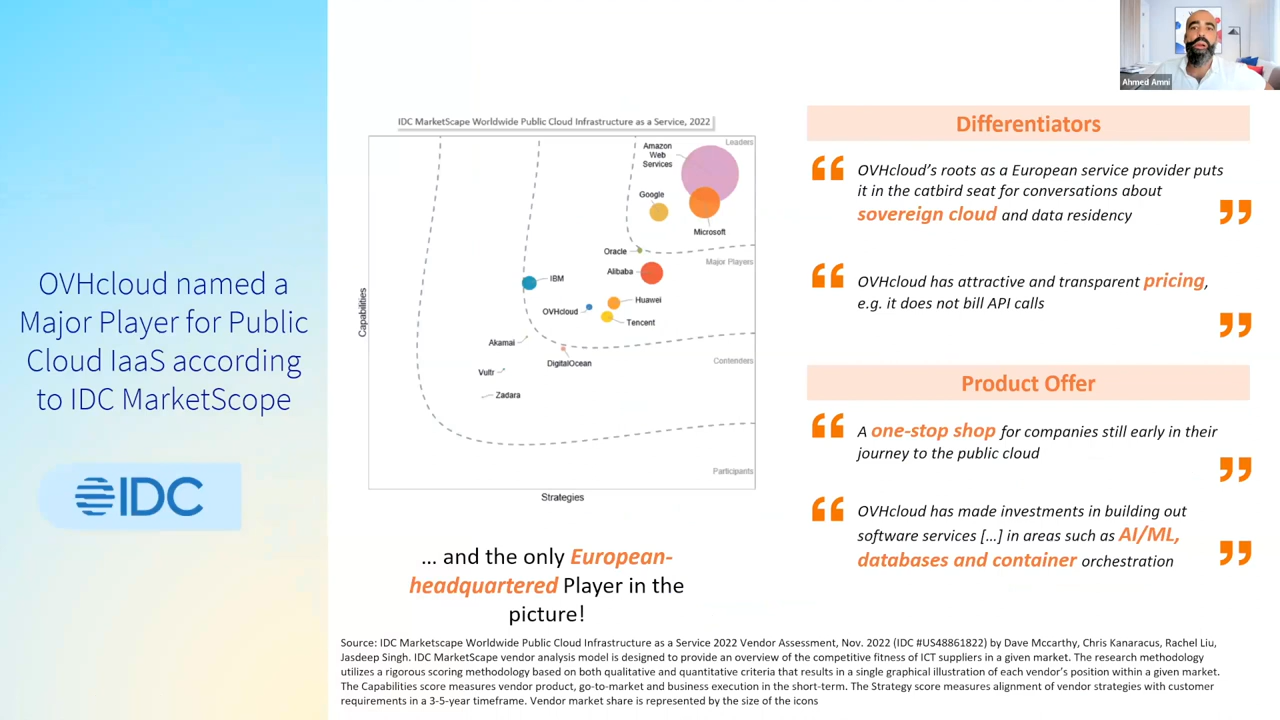 OVHcloud named a
Major Player for Public
Cloud IaaS according
to IDC MarketScope
IDC
IDC MarketScape Worldwide Public Cloud Infrastructure as a Service, 2022
Capabilities
Strategies
Leaders
Amazon
Web
Services
Google
Microsoft
Oracle
Major Players
Alibaba
IBM
Huawei
OVHcloud
Tencent
Akamai
DigitalOcean
Contenders
Vultr
Zadara
Participants
… and the only European-
headquartered Player in the
picture!
Ahmed Amni
Differentiators
“ OVHcloud’s roots as a European service provider puts
it in the catbird seat for conversations about
sovereign cloud and data residency ”
“ OVHcloud has attractive and transparent pricing,
e.g. it does not bill API calls ”
Product Offer
“ A one-stop shop for companies still early in their
journey to the public cloud ”
“ OVHcloud has made investments in building out
software services […] in areas such as AI/ML,
databases and container orchestration ”
Source: IDC Marketscape Worldwide Public Cloud Infrastructure as a Service 2022 Vendor Assessment, Nov. 2022 (IDC #US48861822) by Dave Mccarthy, Chris Kanaracus, Rachel Liu,
Jasdeep Singh. IDC MarketScape vendor analysis model is designed to provide an overview of the competitive fitness of ICT suppliers in a given market. The research methodology
utilizes a rigorous scoring methodology based on both qualitative and quantitative criteria that results in a single graphical illustration of each vendor’s position within a given market.
The Capabilities score measures vendor product, go-to-market and business execution in the short-term. The Strategy score measures alignment of vendor strategies with customer
requirements in a 3-5-year timeframe. Vendor market share is represented by the size of the icons